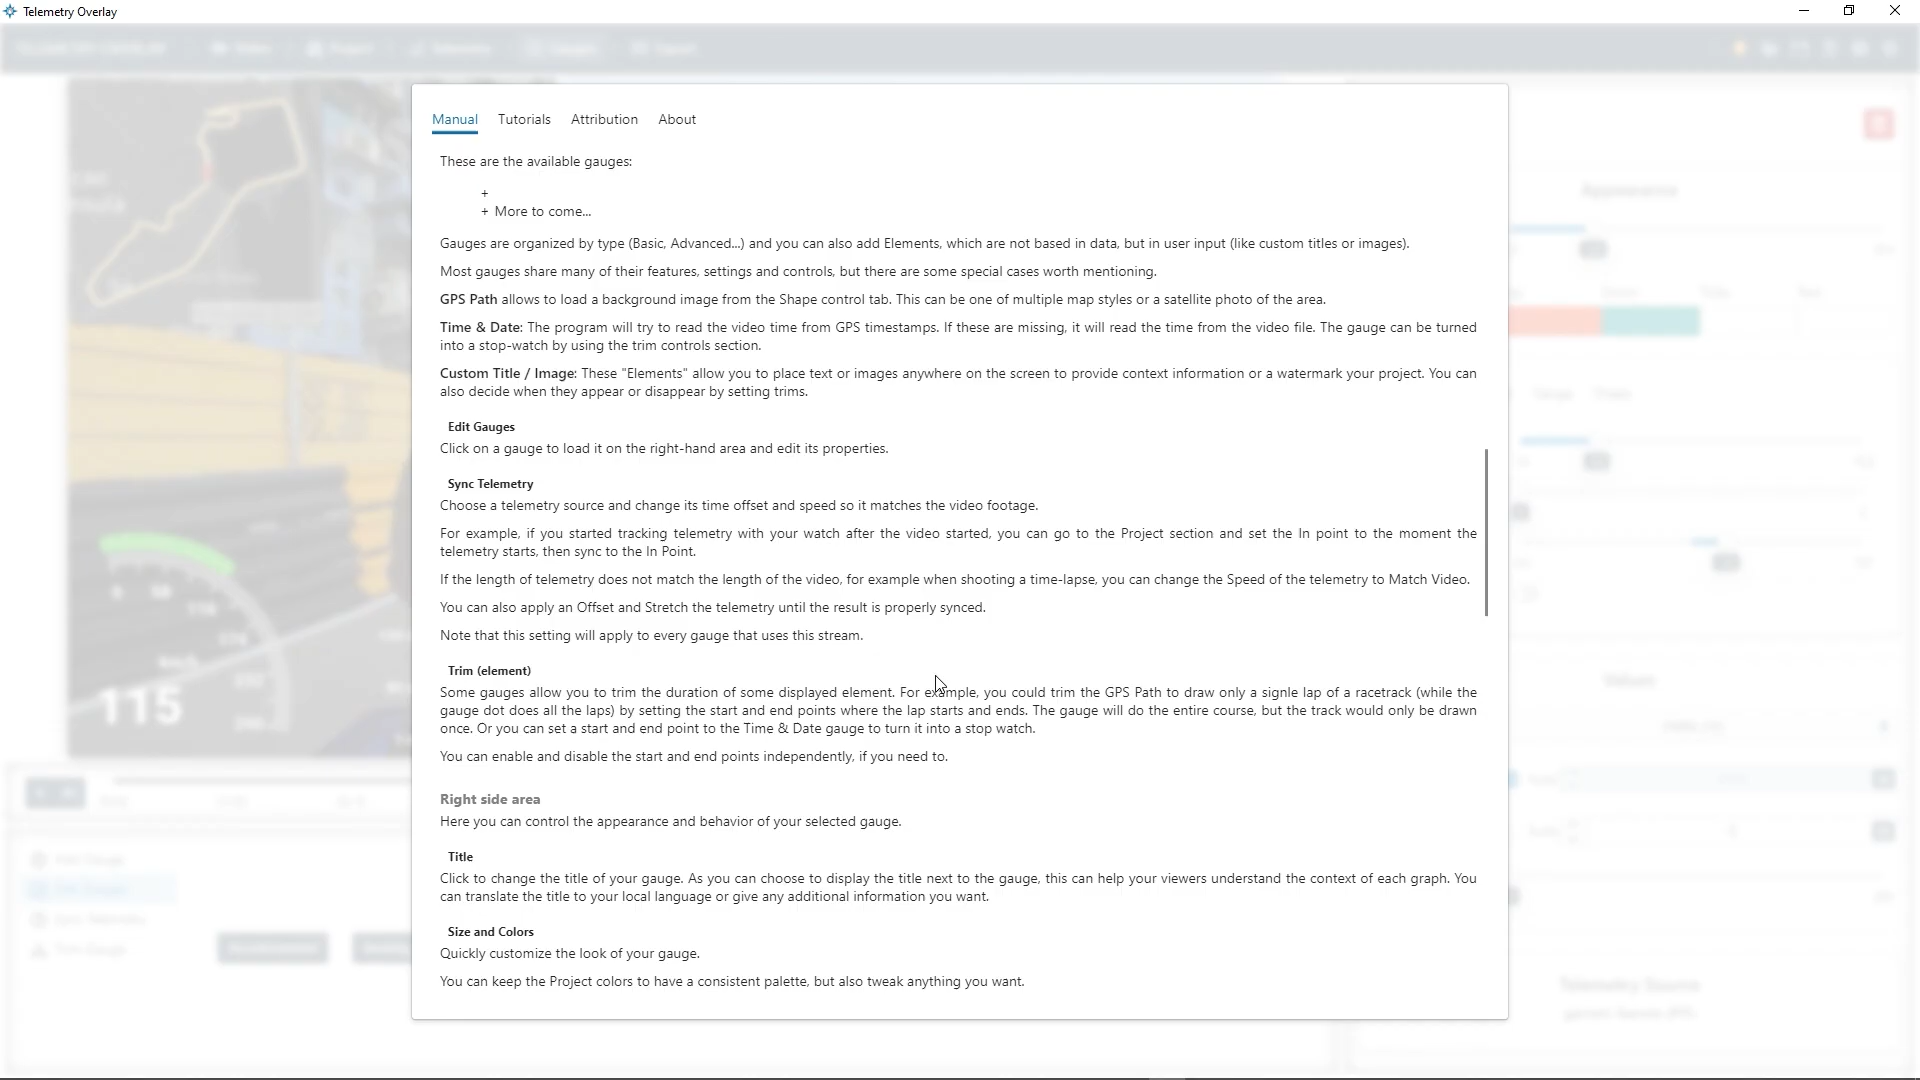 Telemetry Overlay
Manual Tutorials Attribution About
These are the available gauges:
+
+ More to come...
Gauges are organized by type (Basic, Advanced...) and you can also add Elements, which are not based in data, but in user input (like custom titles or images).
Most gauges share many of their features, settings and controls, but there are some special cases worth mentioning.
GPS Path allows to load a background image from the Shape control tab. This can be one of multiple map styles or a satellite photo of the area.
Time & Date: The program will try to read the video time from GPS timestamps. If these are missing, it will read the time from the video file. The gauge can be turned
into a stop-watch by using the trim controls section.
Custom Title / Image: These "Elements" allow you to place text or images anywhere on the screen to provide context information or a watermark your project. You can
also decide when they appear or disappear by setting trims.
Edit Gauges
Click on a gauge to load it on the right-hand area and edit its properties.
Sync Telemetry
Choose a telemetry source and change its time offset and speed so it matches the video footage.
For example, if you started tracking telemetry with your watch after the video started, you can go to the Project section and set the In point to the moment the
telemetry starts, then sync to the In Point.
If the length of telemetry does not match the length of the video, for example when shooting a time-lapse, you can change the Speed of the telemetry to Match Video.
You can also apply an Offset and Stretch the telemetry until the result is properly synced.
Note that this setting will apply to every gauge that uses this stream.
Trim (element)
Some gauges allow you to trim the duration of some displayed element. For example, you could trim the GPS Path to draw only a signle lap of a racetrack (while the
gauge dot does all the laps) by setting the start and end points where the lap starts and ends. The gauge will do the entire course, but the track would only be drawn
once. Or you can set a start and end point to the Time & Date gauge to turn it into a stop watch.
You can enable and disable the start and end points independently, if you need to.
Right side area
Here you can control the appearance and behavior of your selected gauge.
Title
Click to change the title of your gauge. As you can choose to display the title next to the gauge, this can help your viewers understand the context of each graph. You
can translate the title to your local language or give any additional information you want.
Size and Colors
Quickly customize the look of your gauge.
You can keep the Project colors to have a consistent palette, but also tweak anything you want.
115
Appearance
Values
Telemetry Source